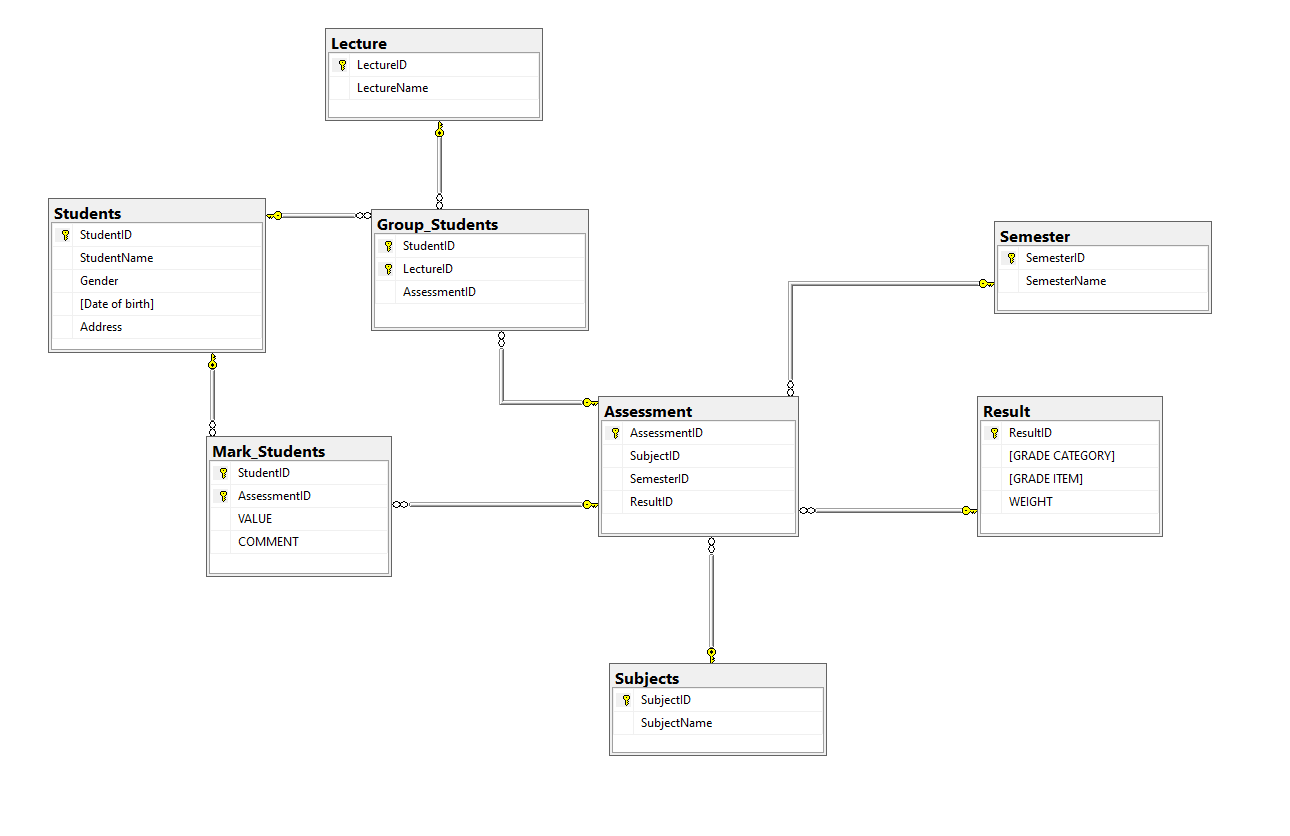 Lecture
LectureID
LectureName
Students
StudentID
StudentName
Gender
[Date of birth]
Address
Group_Students
StudentID
LectureID
AssessmentID
Semester
SemesterID
SemesterName
Assessment
AssessmentID
SubjectID
SemesterID
ResultID
Result
ResultID
[GRADE CATEGORY]
[GRADE ITEM]
WEIGHT
Mark_Students
StudentID
AssessmentID
VALUE
COMMENT
Subjects
SubjectID
SubjectName